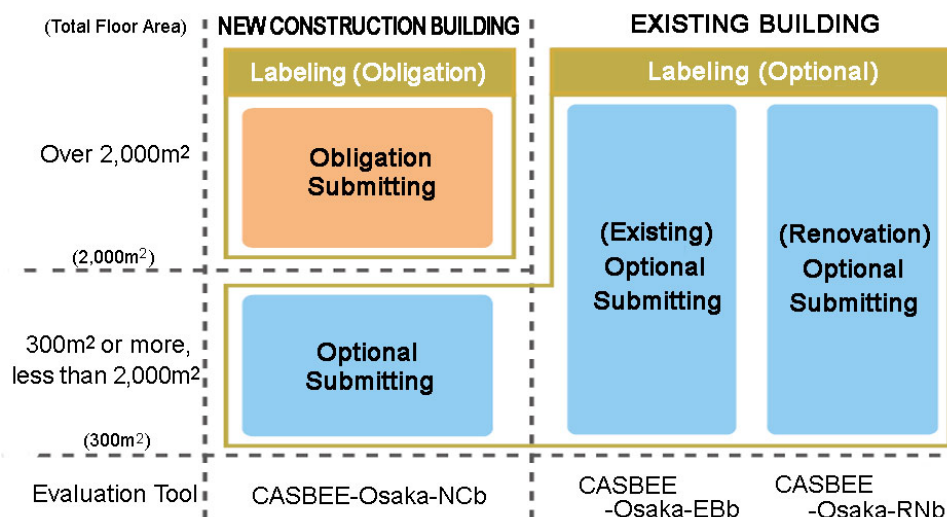 (Total Floor Area)
NEW CONSTRUCTION BUILDING
EXISTING BUILDING
Labeling (Obligation)
Labeling (Optional)
Over 2,000m²
Obligation
Submitting
(2,000m²)
(Existing)
Optional
Submitting
(Renovation)
Optional
Submitting
300m² or more,
less than 2,000m²
Optional
Submitting
(300m²)
Evaluation Tool
CASBEE-Osaka-NCb
CASBEE
-Osaka-EBb
CASBEE
-Osaka-RNb